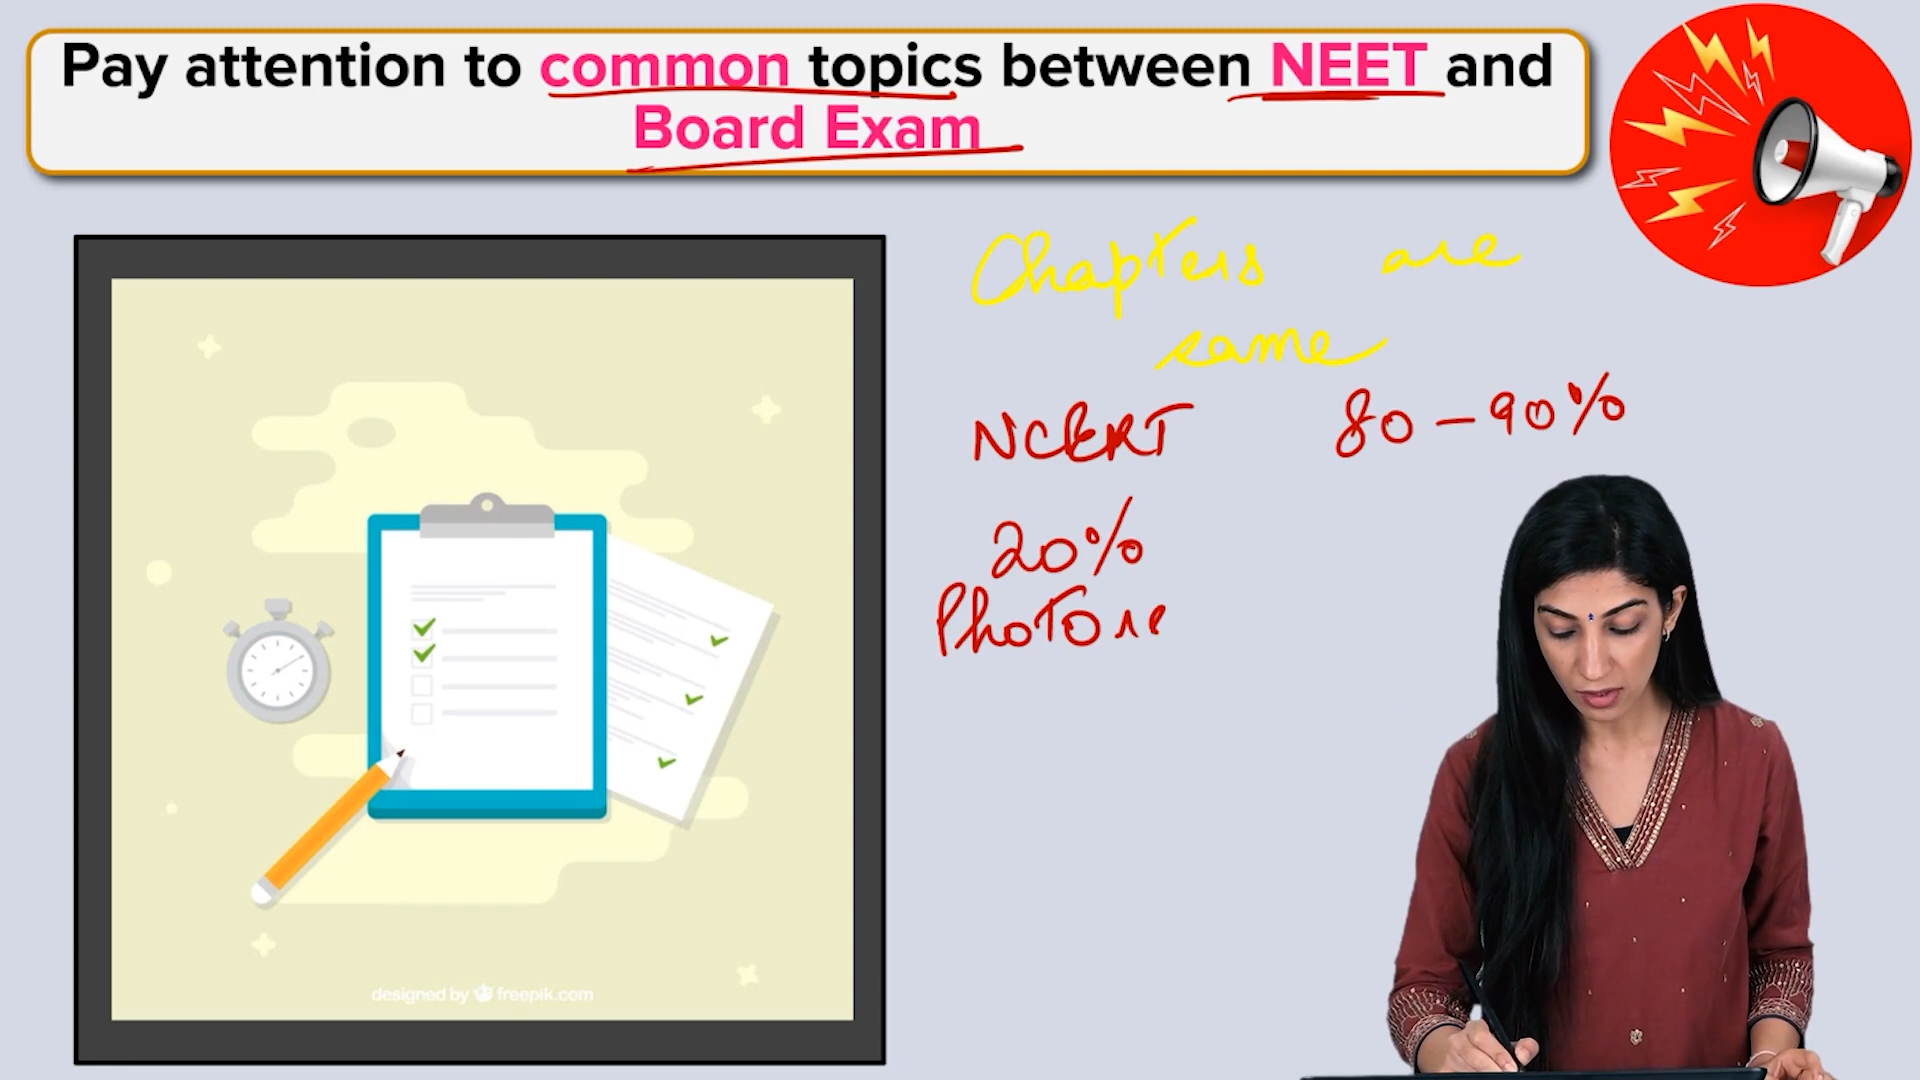 Pay attention to common topics between NEET and
Board Exam
Chapters are
same
NCERT 80-90%
20%
Photore
designed by freepik.com